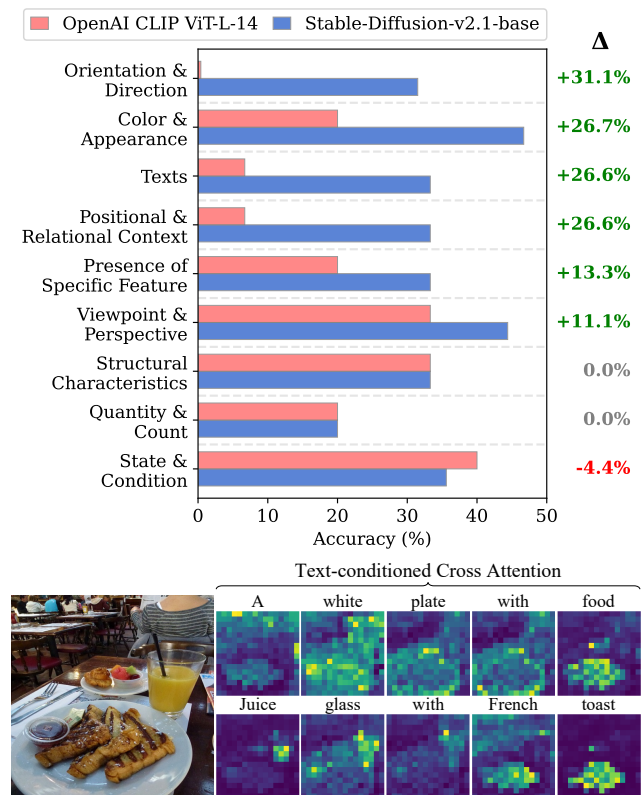 OpenAI CLIP ViT-L-14 Stable-Diffusion-v2.1-base
Δ
Orientation &
Direction
+31.1%
Color &
Appearance
+26.7%
Texts
+26.6%
Positional &
Relational Context
+26.6%
Presence of
Specific Feature
+13.3%
Viewpoint &
Perspective
+11.1%
Structural
Characteristics
0.0%
Quantity &
Count
0.0%
State &
Condition
-4.4%
0 10 20 30 40 50
Accuracy (%)
Text-conditioned Cross Attention
A white plate with food
Juice glass with French toast